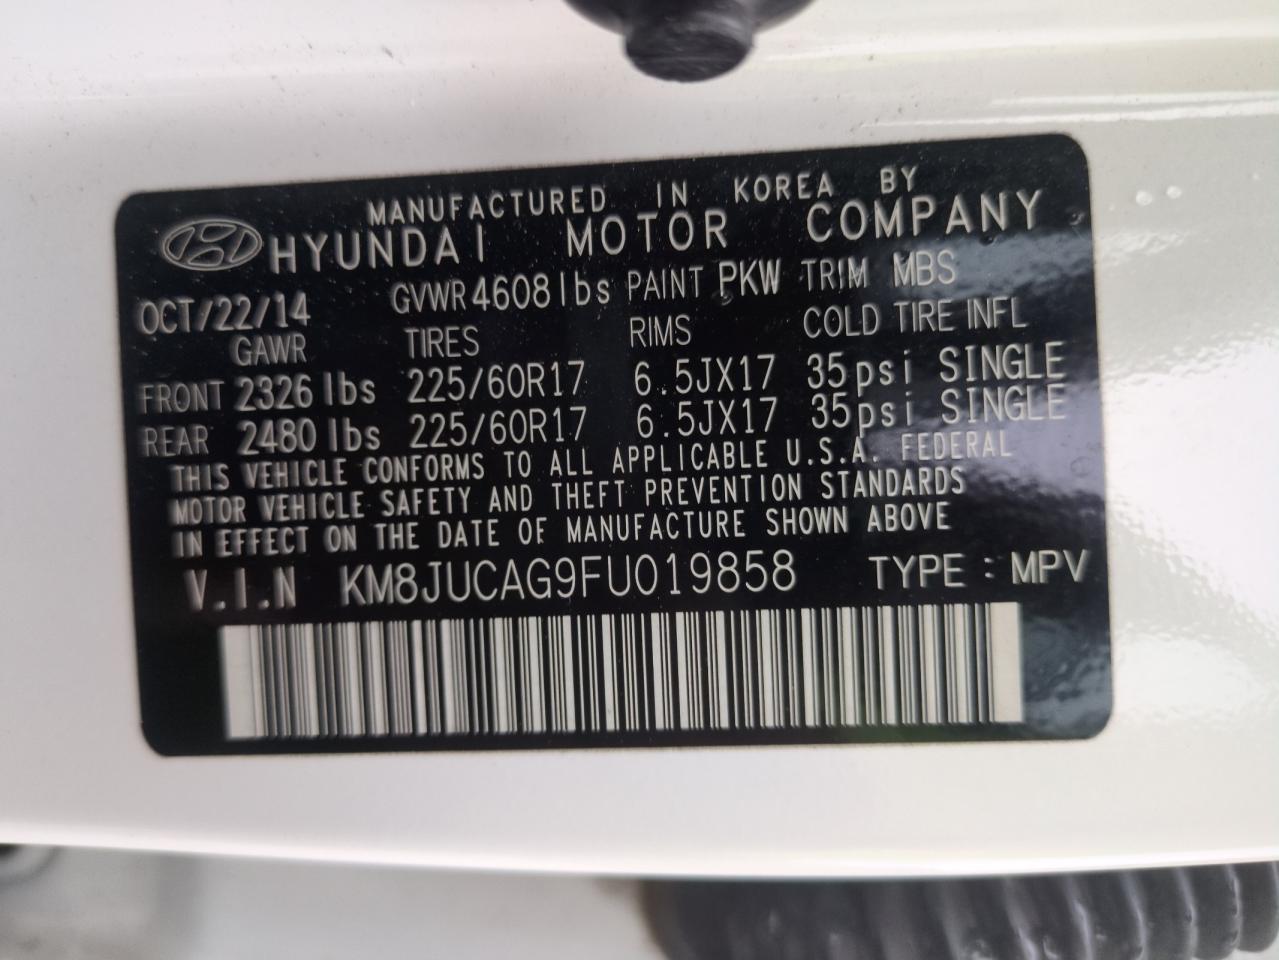 MANUFACTURED IN KOREA BY
HYUNDAI MOTOR COMPANY
OCT/22/14 GVWR 4608 lbs PAINT PKW TRIM MBS
GAWR TIRES RIMS COLD TIRE INFL
FRONT 2326 lbs 225/60R17 6.5JX17 35psi SINGLE
REAR 2480 lbs 225/60R17 6.5JX17 35psi SINGLE
THIS VEHICLE CONFORMS TO ALL APPLICABLE U.S.A. FEDERAL
MOTOR VEHICLE SAFETY AND THEFT PREVENTION STANDARDS
IN EFFECT ON THE DATE OF MANUFACTURE SHOWN ABOVE
V.I.N KM8JUCAG9FU019858 TYPE : MPV